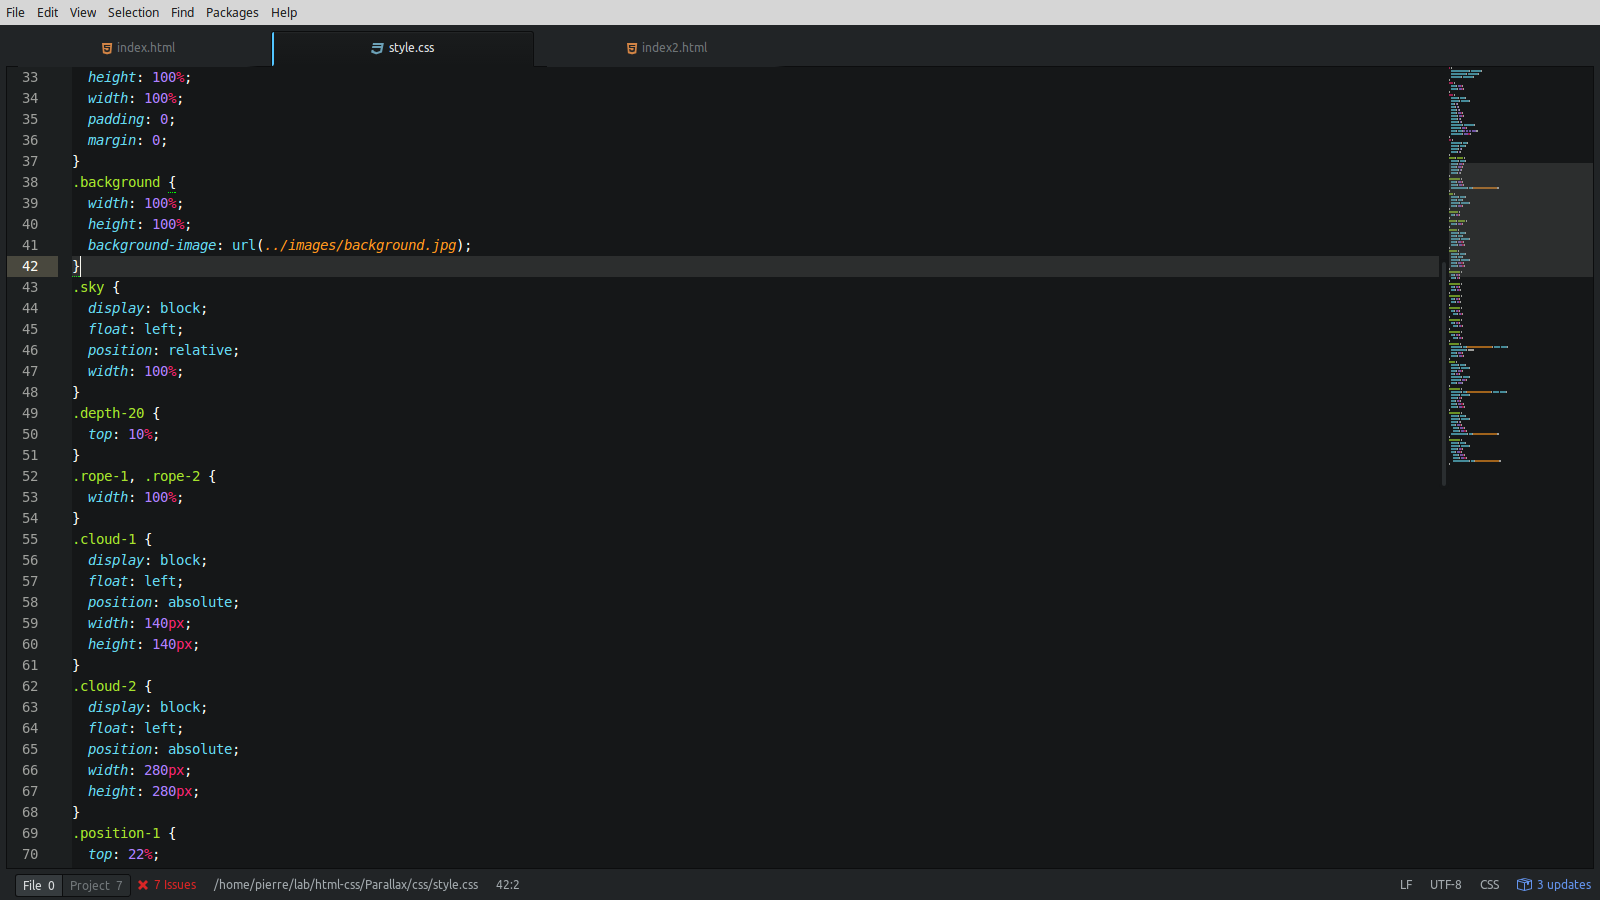 File Edit View Selection Find Packages Help
index.html style.css index2.html
33 height: 100%;
34 width: 100%;
35 padding: 0;
36 margin: 0;
37 }
38 .background {
39 width: 100%;
40 height: 100%;
41 background-image: url(../images/background.jpg);
42 }
43 .sky {
44 display: block;
45 float: left;
46 position: relative;
47 width: 100%;
48 }
49 .depth-20 {
50 top: 10%;
51 }
52 .rope-1, .rope-2 {
53 width: 100%;
54 }
55 .cloud-1 {
56 display: block;
57 float: left;
58 position: absolute;
59 width: 140px;
60 height: 140px;
61 }
62 .cloud-2 {
63 display: block;
64 float: left;
65 position: absolute;
66 width: 280px;
67 height: 280px;
68 }
69 .position-1 {
70 top: 22%;
File 0 Project 7 7 Issues /home/pierre/lab/html-css/Parallax/css/style.css 42:2 LF UTF-8 CSS 3 updates